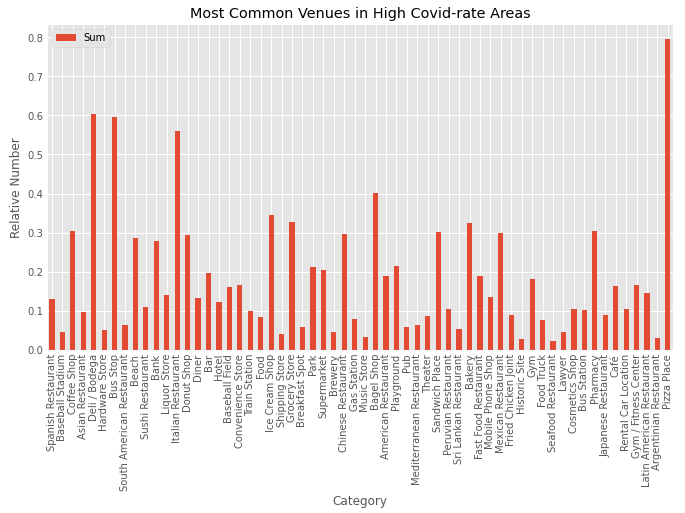 Most Common Venues in High Covid-rate Areas
Sum
Relative Number
0.8
0.7
0.6
0.5
0.4
0.3
0.2
0.1
0.0
Spanish Restaurant
Baseball Stadium
Coffee Shop
Asian Restaurant
Deli / Bodega
Hardware Store
Bus Stop
South American Restaurant
Beach
Sushi Restaurant
Bank
Liquor Store
Italian Restaurant
Donut Shop
Diner
Bar
Hotel
Baseball Field
Convenience Store
Train Station
Food
Ice Cream Shop
Shipping Store
Grocery Store
Breakfast Spot
Park
Supermarket
Brewery
Chinese Restaurant
Gas Station
Music Store
Bagel Shop
American Restaurant
Playground
Pub
Mediterranean Restaurant
Theater
Sandwich Place
Peruvian Restaurant
Sri Lankan Restaurant
Bakery
Fast Food Restaurant
Mobile Phone Shop
Mexican Restaurant
Fried Chicken Joint
Historic Site
Gym
Food Truck
Seafood Restaurant
Lawyer
Cosmetics Shop
Bus Station
Pharmacy
Japanese Restaurant
Café
Rental Car Location
Gym / Fitness Center
Latin American Restaurant
Argentinian Restaurant
Pizza Place
Category